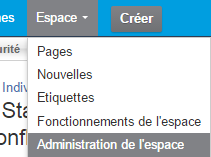 Espace Créer
Pages
Nouvelles
Etiquettes
Fonctionnements de l'espace
Administration de l'espace